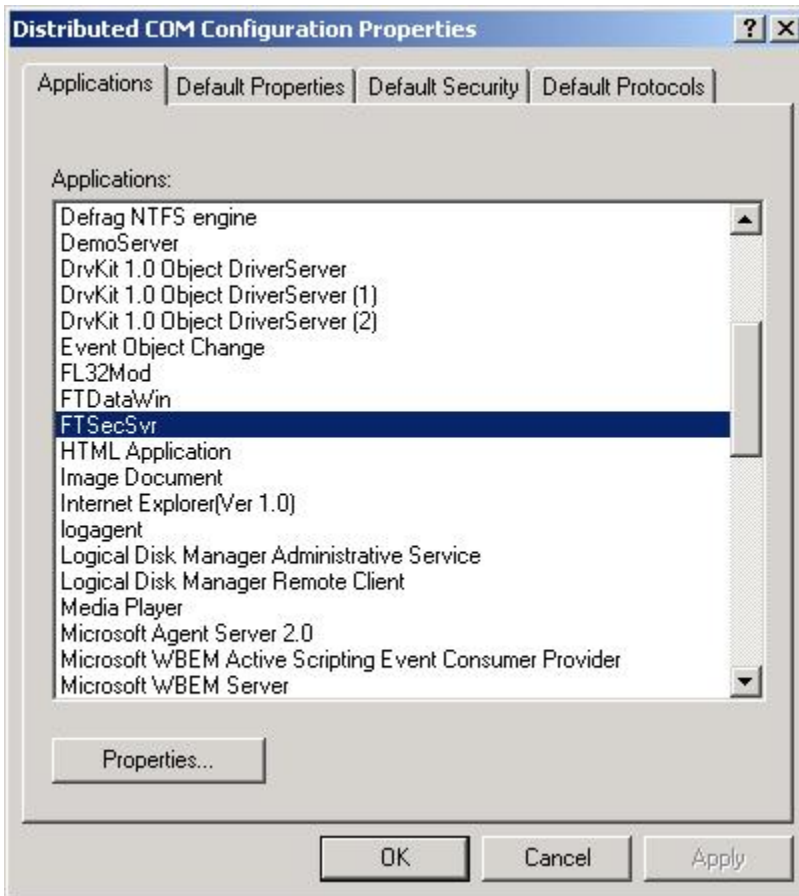 Distributed COM Configuration Properties
Applications Default Properties Default Security Default Protocols
Applications:
Defrag NTFS engine
DemoServer
DrvKit 1.0 Object DriverServer
DrvKit 1.0 Object DriverServer (1)
DrvKit 1.0 Object DriverServer (2)
Event Object Change
FL32Mod
FTDataWin
FTSecSvr
HTML Application
Image Document
Internet Explorer(Ver 1.0)
logagent
Logical Disk Manager Administrative Service
Logical Disk Manager Remote Client
Media Player
Microsoft Agent Server 2.0
Microsoft WBEM Active Scripting Event Consumer Provider
Microsoft WBEM Server
Properties...
OK Cancel Apply